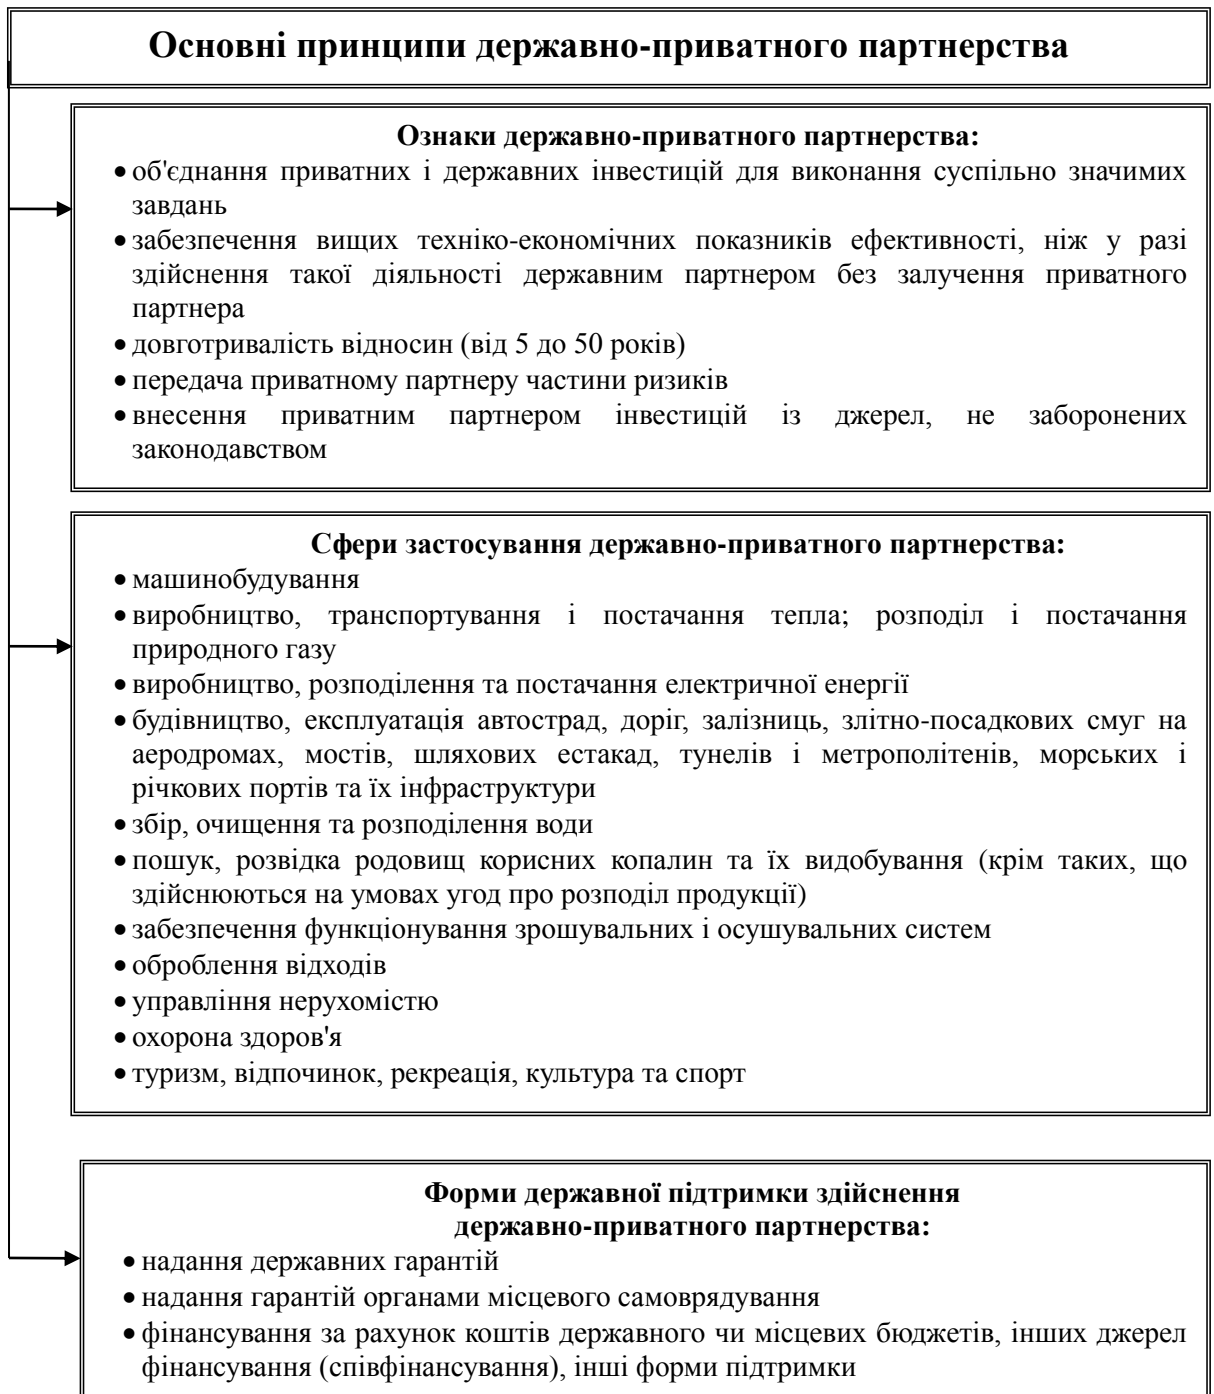 Основні принципи державно-приватного партнерства
Ознаки державно-приватного партнерства:
• об'єднання приватних і державних інвестицій для виконання суспільно значимих
завдань
• забезпечення вищих техніко-економічних показників ефективності, ніж у разі
здійснення такої діяльності державним партнером без залучення приватного
партнера
• довготривалість відносин (від 5 до 50 років)
• передача приватному партнеру частини ризиків
• внесення приватним партнером інвестицій із джерел, не заборонених
законодавством
Сфери застосування державно-приватного партнерства:
• машинобудування
• виробництво, транспортування і постачання тепла; розподіл і постачання
природного газу
• виробництво, розподілення та постачання електричної енергії
• будівництво, експлуатація автострад, доріг, залізниць, злітно-посадкових смуг на
аеродромах, мостів, шляхових естакад, тунелів і метрополітенів, морських і
річкових портів та їх інфраструктури
• збір, очищення та розподілення води
• пошук, розвідка родовищ корисних копалин та їх видобування (крім таких, що
здійснюються на умовах угод про розподіл продукції)
• забезпечення функціонування зрошувальних і осушувальних систем
• оброблення відходів
• управління нерухомістю
• охорона здоров'я
• туризм, відпочинок, рекреація, культура та спорт
Форми державної підтримки здійснення
державно-приватного партнерства:
• надання державних гарантій
• надання гарантій органами місцевого самоврядування
• фінансування за рахунок коштів державного чи місцевих бюджетів, інших джерел
фінансування (співфінансування), інші форми підтримки